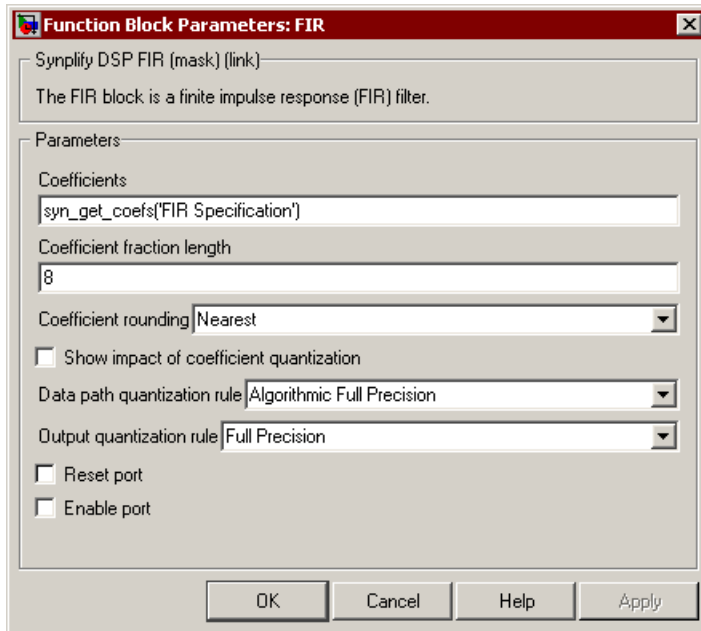 Function Block Parameters: FIR
Synplify DSP FIR (mask) (link)
The FIR block is a finite impulse response (FIR) filter.
Parameters
Coefficients
syn_get_coefs('FIR Specification')
Coefficient fraction length
8
Coefficient rounding Nearest
Show impact of coefficient quantization
Data path quantization rule Algorithmic Full Precision
Output quantization rule Full Precision
Reset port
Enable port
OK Cancel Help Apply